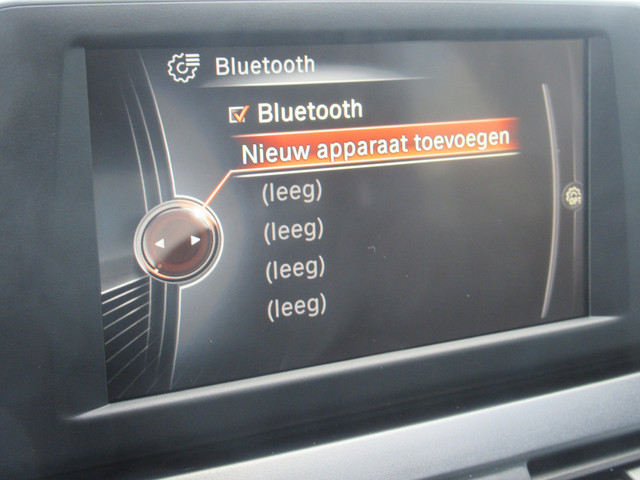 Bluetooth
Bluetooth
Nieuw apparaat toevoegen
(leeg)
(leeg)
(leeg)
(leeg)